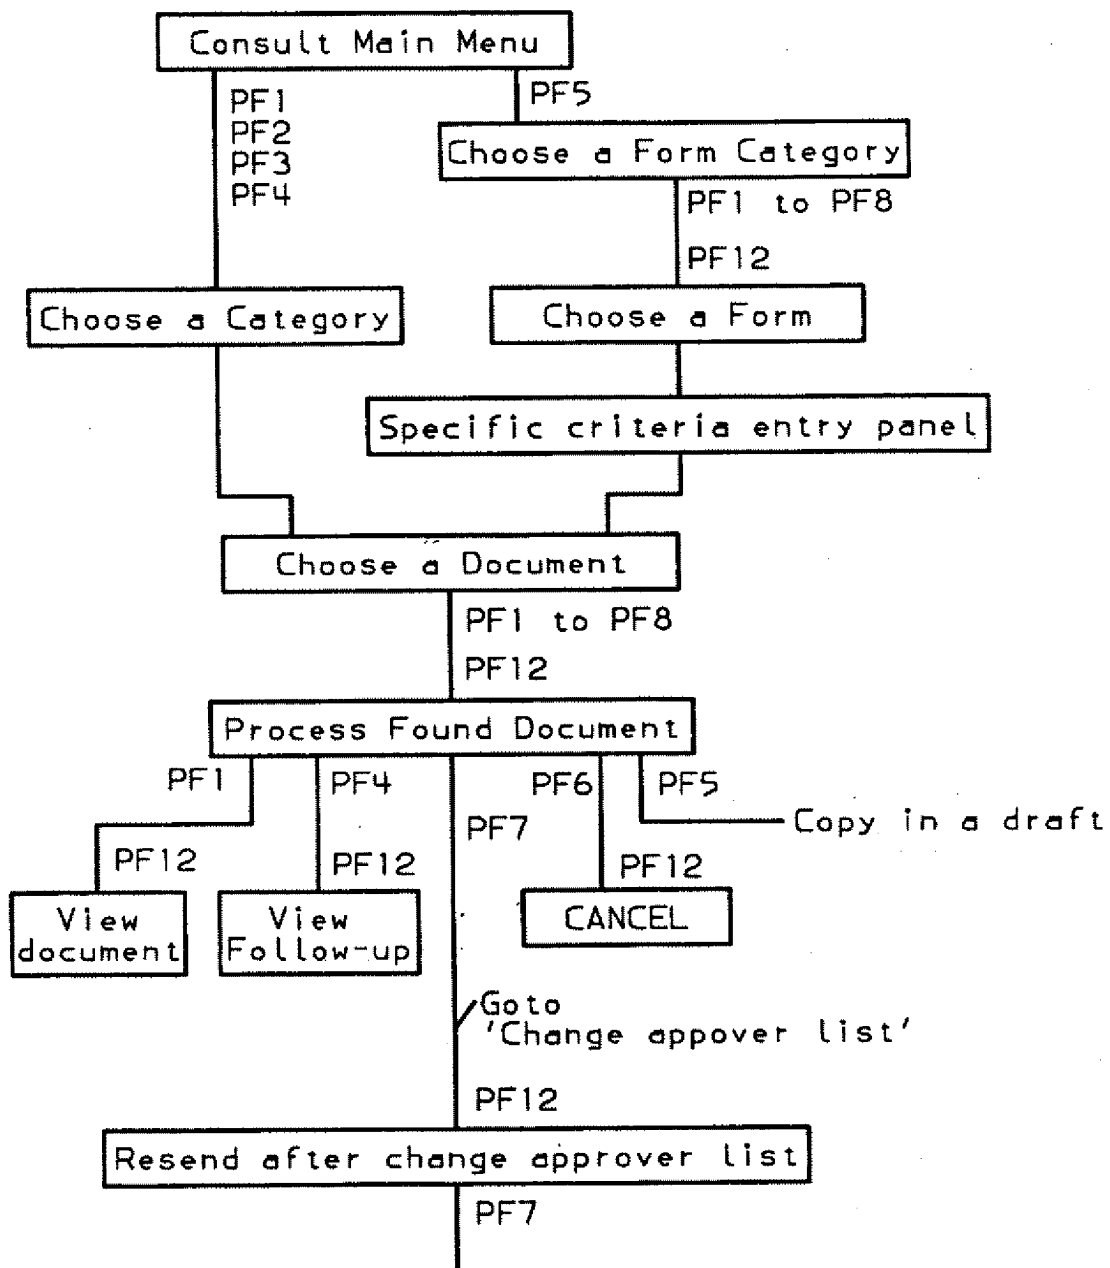 Consult Main Menu
PF1
PF2
PF3
PF4
PF5
Choose a Form Category
PF1 to PF8
PF12
Choose a Category
Choose a Form
Specific criteria entry panel
Choose a Document
PF1 to PF8
PF12
Process Found Document
PF1
PF4
PF7
PF6
PF5
Copy in a draft
PF12
PF12
PF12
View
document
View
Follow-up
CANCEL
Goto
'Change appover list'
PF12
Resend after change approver list
PF7